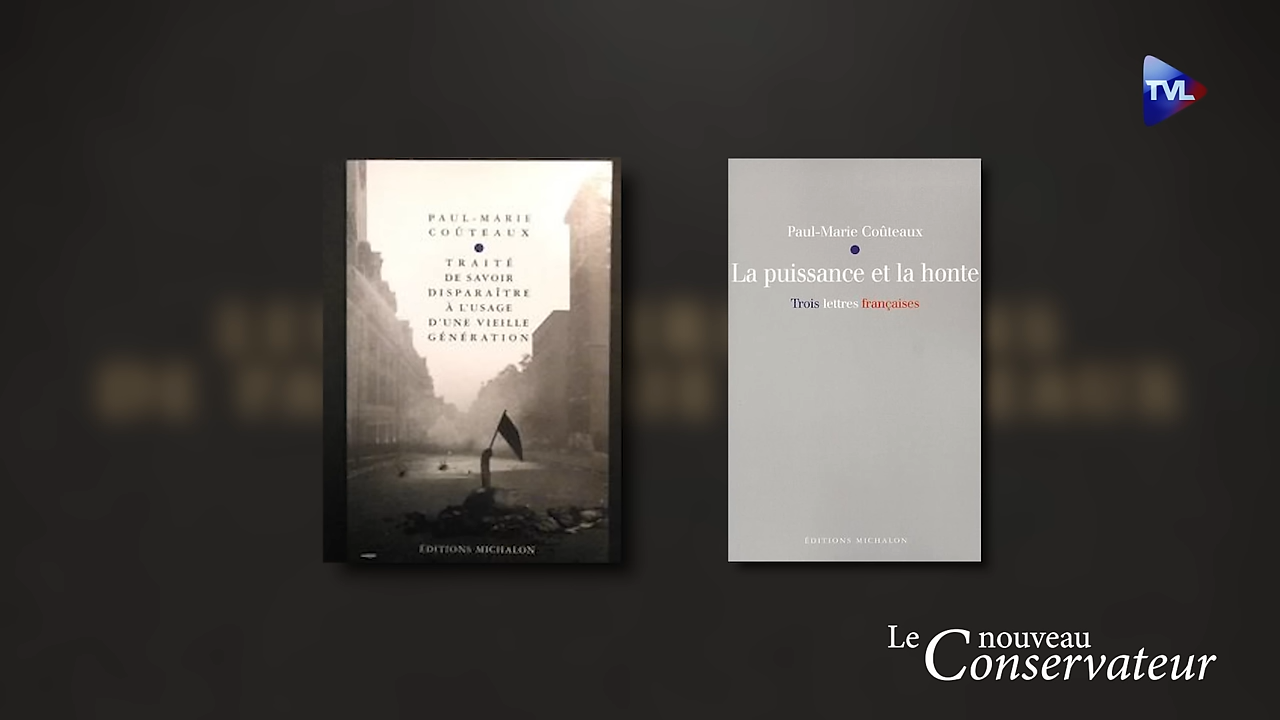 TVL
PAUL-MARIE
COÛTEAUX
TRAITÉ
DE SAVOIR
DISPARAÎTRE
À L'USAGE
D'UNE VIEILLE
GÉNÉRATION
ÉDITIONS MICHALON
Paul-Marie Coûteaux
La puissance et la honte
Trois lettres françaises
ÉDITIONS MICHALON
Le nouveau
Conservateur